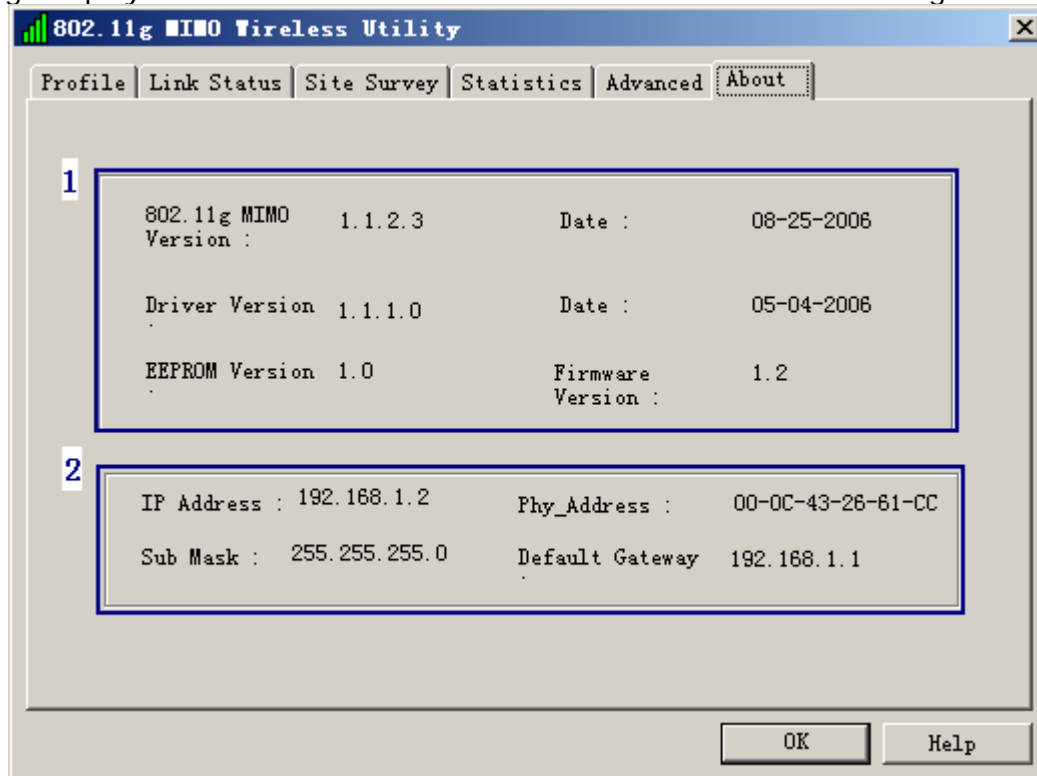 802.11g MIMO Wireless Utility
Profile Link Status Site Survey Statistics Advanced About
1
802.11g MIMO Version : 1.1.2.3 Date : 08-25-2006
Driver Version : 1.1.1.0 Date : 05-04-2006
EEPROM Version : 1.0 Firmware Version : 1.2
2
IP Address : 192.168.1.2 Phy_Address : 00-0C-43-26-61-CC
Sub Mask : 255.255.255.0 Default Gateway : 192.168.1.1
OK Help